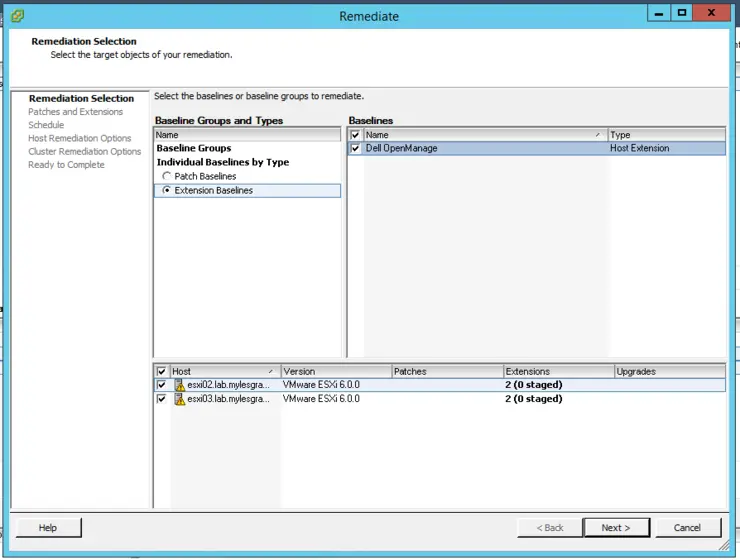 Remediate
Remediation Selection
Select the target objects of your remediation.
Remediation Selection
Patches and Extensions
Schedule
Host Remediation Options
Cluster Remediation Options
Ready to Complete
Select the baselines or baseline groups to remediate.
Baseline Groups and Types
Name
Baseline Groups
Individual Baselines by Type
Patch Baselines
Extension Baselines
Baselines
Name Type
Dell OpenManage Host Extension
Host Version Patches Extensions Upgrades
esxi02.lab.mylesgra... VMware ESXi 6.0.0 2 (0 staged)
esxi03.lab.mylesgra... VMware ESXi 6.0.0 2 (0 staged)
Help < Back Next > Cancel